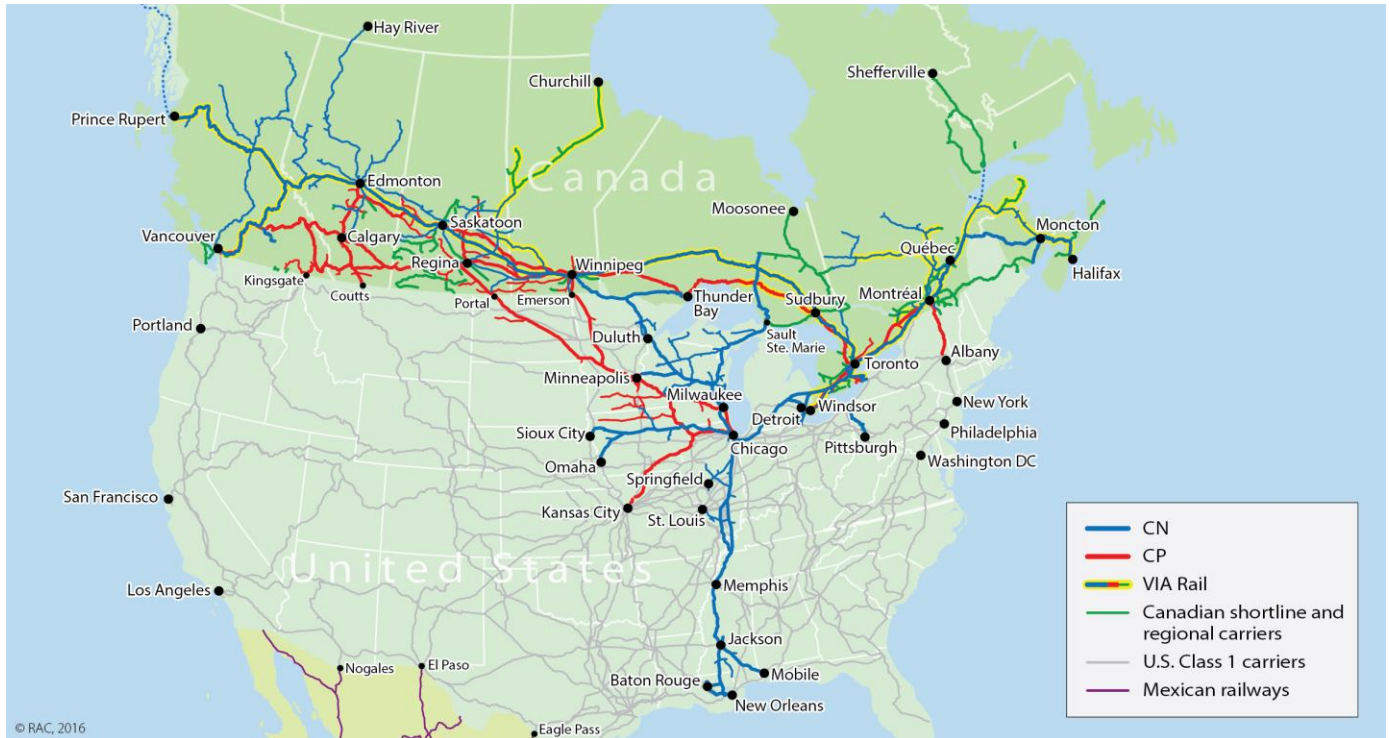 Hay River
Churchill
Shefferville
Prince Rupert
Canada
Edmonton
Moosonee
Saskatoon
Vancouver
Calgary
Moncton
Québec
Regina
Winnipeg
Halifax
Kingsgate
Coutts
Portal
Emerson
Thunder
Bay
Sudbury
Montréal
Portland
Duluth
Sault
Ste. Marie
Albany
Toronto
Minneapolis
Milwaukee
New York
Detroit
Windsor
Philadelphia
Sioux City
Chicago
Pittsburgh
Washington DC
Omaha
Springfield
San Francisco
Kansas City
St. Louis
United States
Los Angeles
Memphis
Jackson
Nogales
El Paso
Mobile
Baton Rouge
New Orleans
Eagle Pass
CN
CP
VIA Rail
Canadian shortline and
regional carriers
U.S. Class 1 carriers
Mexican railways
© RAC, 2016